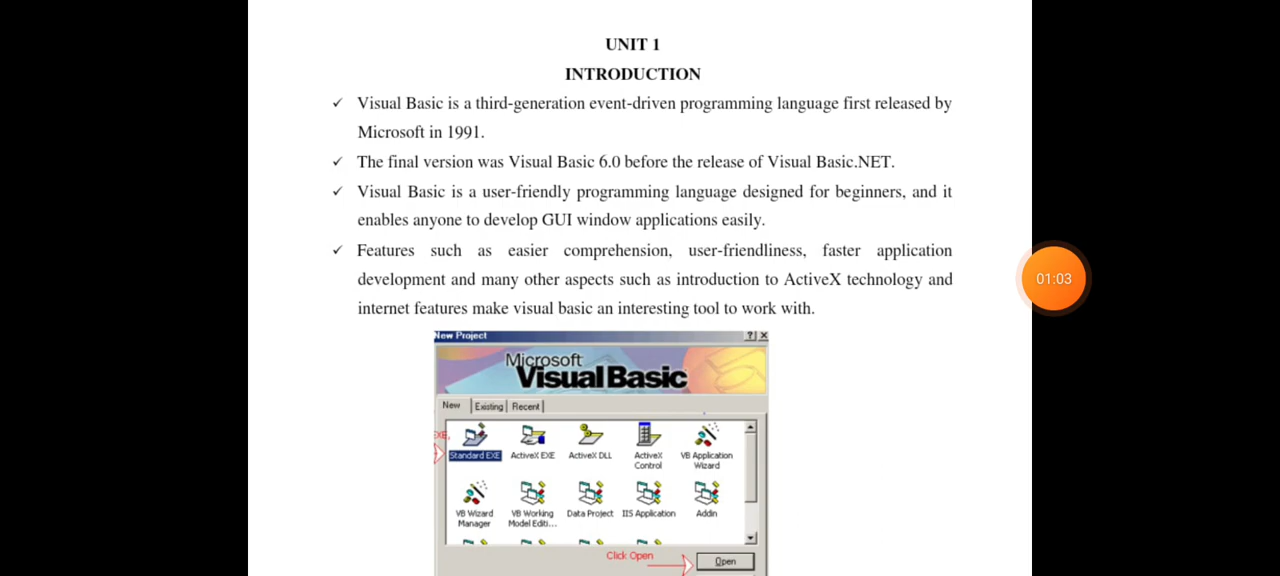 UNIT 1
INTRODUCTION
✓ Visual Basic is a third-generation event-driven programming language first released by
Microsoft in 1991.
✓ The final version was Visual Basic 6.0 before the release of Visual Basic.NET.
✓ Visual Basic is a user-friendly programming language designed for beginners, and it
enables anyone to develop GUI window applications easily.
✓ Features such as easier comprehension, user-friendliness, faster application
development and many other aspects such as introduction to ActiveX technology and
internet features make visual basic an interesting tool to work with.
01:03
New Project
Microsoft
Visual Basic
New Existing Recent
EXE,
Standard EXE ActiveX EXE ActiveX DLL ActiveX VB Application
Control Wizard
VB Wizard VB Working Data Project IIS Application Addin
Manager Model Editi...
Click Open Open